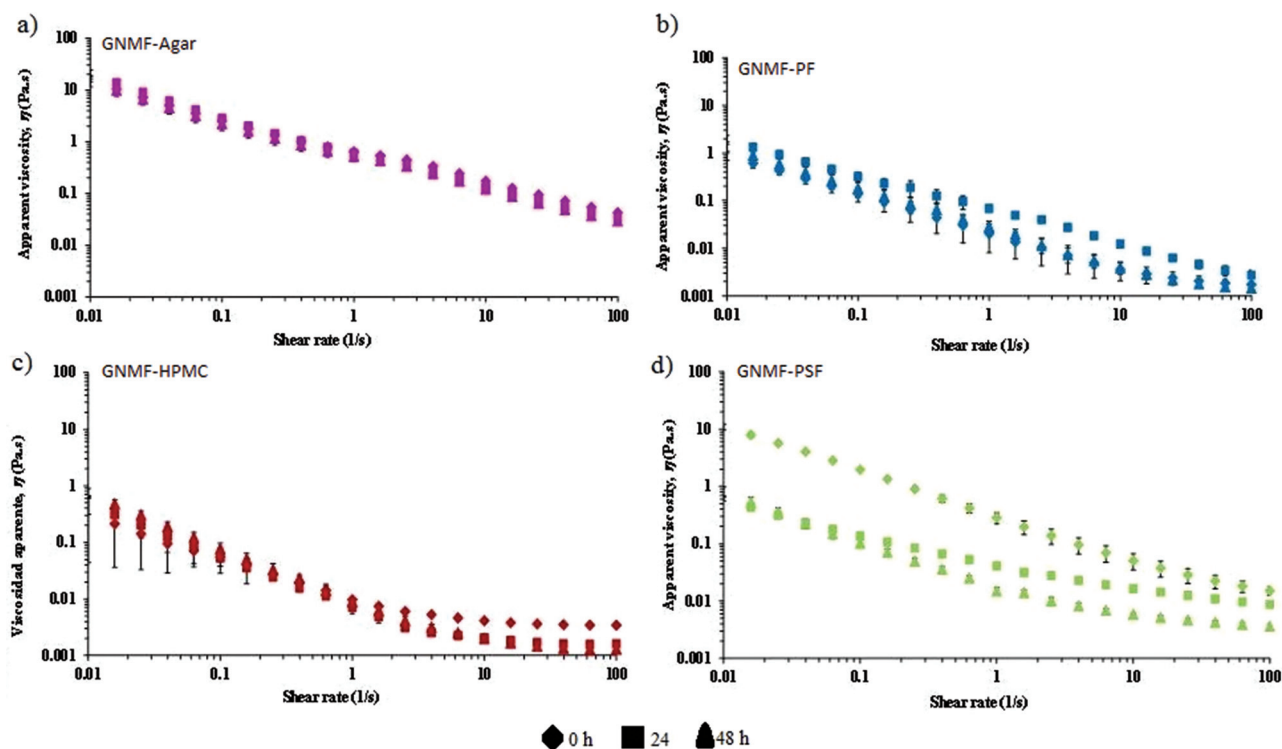 a)
GNMF-Agar
100
10
1
0.1
0.01
0.001
Apparent viscosity, η (Pa.s)
0.01 0.1 1 10 100
Shear rate (1/s)
b)
GNMF-PF
100
10
1
0.1
0.01
0.001
Apparent viscosity, η (Pa.s)
0.01 0.1 1 10 100
Shear rate (1/s)
c)
GNMF-HPMC
100
10
1
0.1
0.01
0.001
Viscosidad aparente, η (Pa.s)
0.01 0.1 1 10 100
Shear rate (1/s)
d)
GNMF-PSF
100
10
1
0.1
0.01
0.001
Apparent viscosity, η (Pa.s)
0.01 0.1 1 10 100
Shear rate (1/s)
0 h 24 48 h